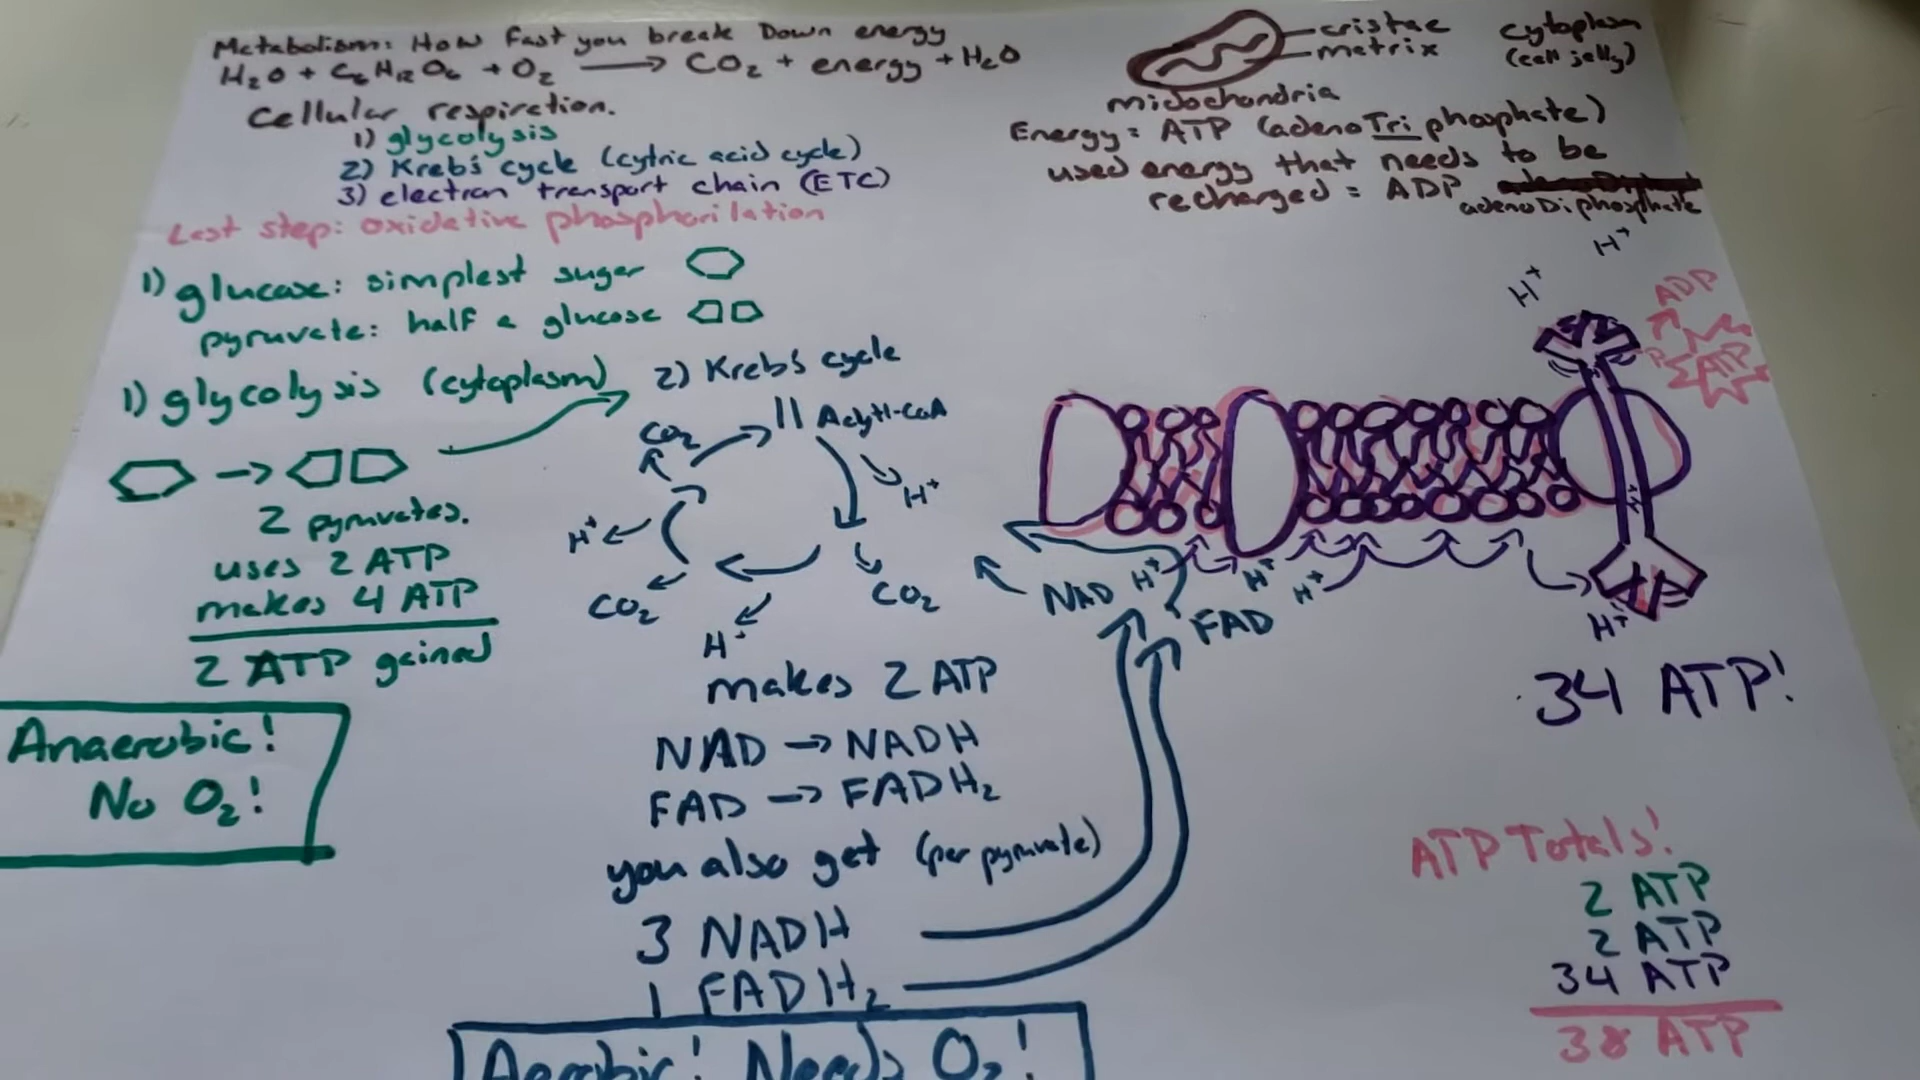 Metabolism: How fast you break Down energy
H2O + C6H12O6 + O2 → CO2 + energy + H2O
Cellular respiration.
1) glycolysis
2) Krebs cycle (cytric acid cycle)
3) electron transport chain (ETC)
Last step: oxidative phosphorilation
cristae
matrix
cytoplasm
(cell jelly)
midochondria
Energy = ATP (adenoTriphosphate)
used energy that needs to be
recharged = ADP
adenoDiphosphate
1) glucose: simplest suger
pyruvate: half a glucose
1) glycolysis (cytoplasm)
2 pyruvates.
uses 2 ATP
makes 4 ATP
2 ATP gained
Anaerobic!
No O2!
2) Kreb's cycle
CO2
Acytl-CoA
H+
H+
CO2
CO2
H+
makes 2 ATP
NAD → NADH
FAD → FADH2
you also get (per pyruvate)
3 NADH
1 FADH2
Aerobic! Needs O2!
H+
H+
ADP
P
ATP
NAD
H+
H+
H+
FAD
H+
34 ATP!
ATP Totals!
2 ATP
2 ATP
34 ATP
38 ATP